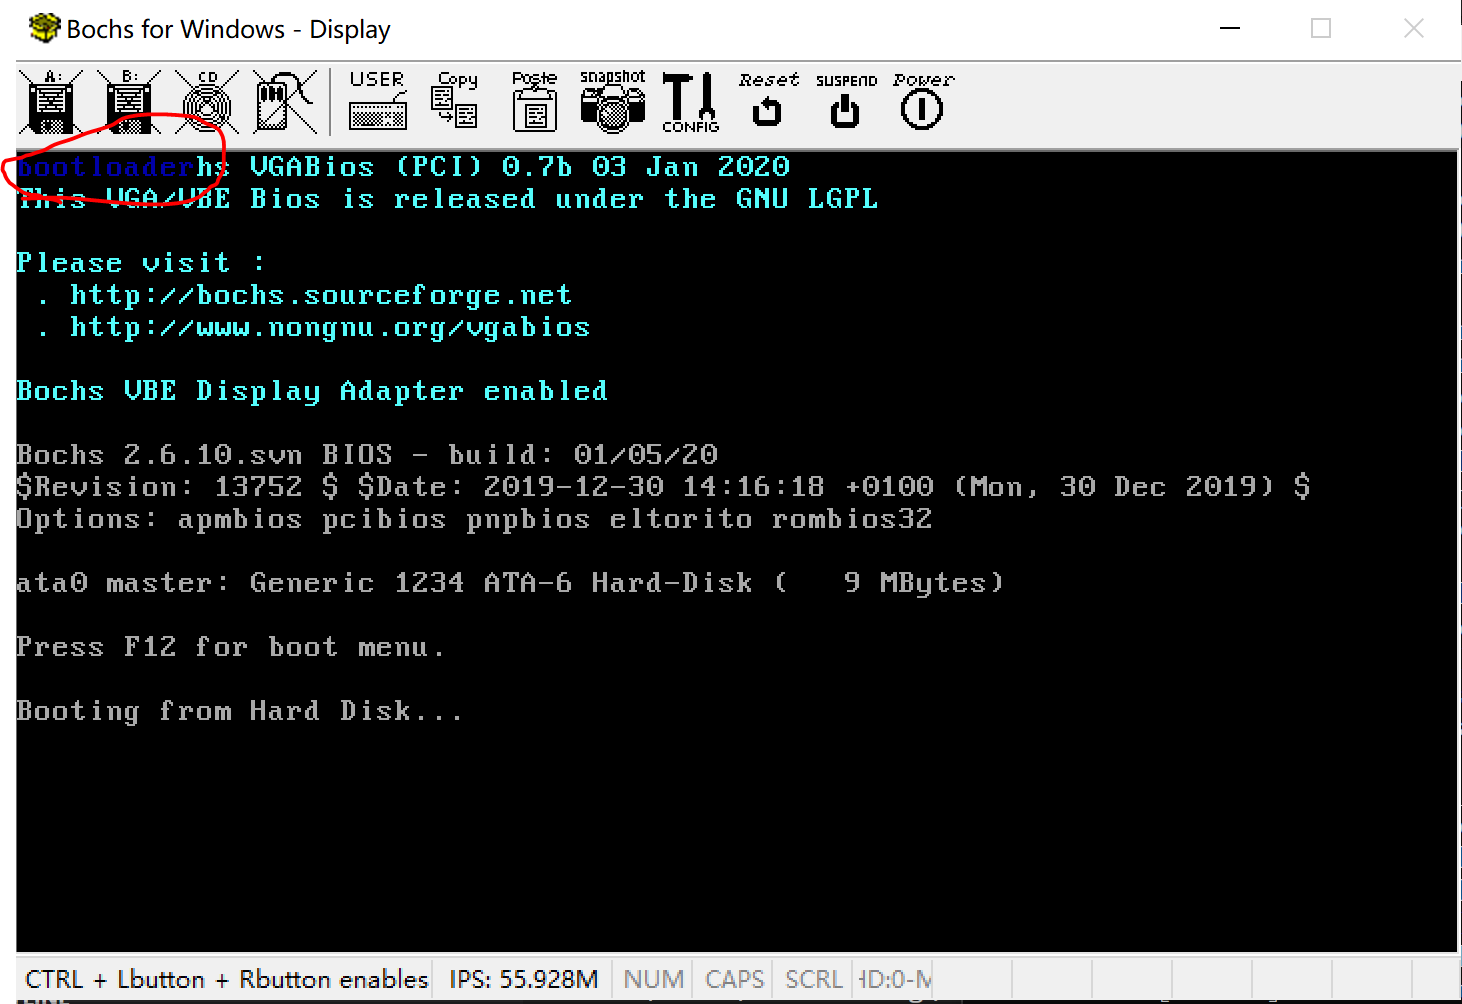 Bochs for Windows - Display
A: B: CD USER Copy Paste snapshot CONFIG Reset SUSPEND Power
bootloaderhs VGABios (PCI) 0.7b 03 Jan 2020
This VGA/VBE Bios is released under the GNU LGPL
Please visit :
. http://bochs.sourceforge.net
. http://www.nongnu.org/vgabios
Bochs VBE Display Adapter enabled
Bochs 2.6.10.svn BIOS - build: 01/05/20
$Revision: 13752 $ $Date: 2019-12-30 14:16:18 +0100 (Mon, 30 Dec 2019) $
Options: apmbios pcibios pnpbios eltorito rombios32
ata0 master: Generic 1234 ATA-6 Hard-Disk (   9 MBytes)
Press F12 for boot menu.
Booting from Hard Disk...
CTRL + Lbutton + Rbutton enables IPS: 55.928M NUM CAPS SCRL